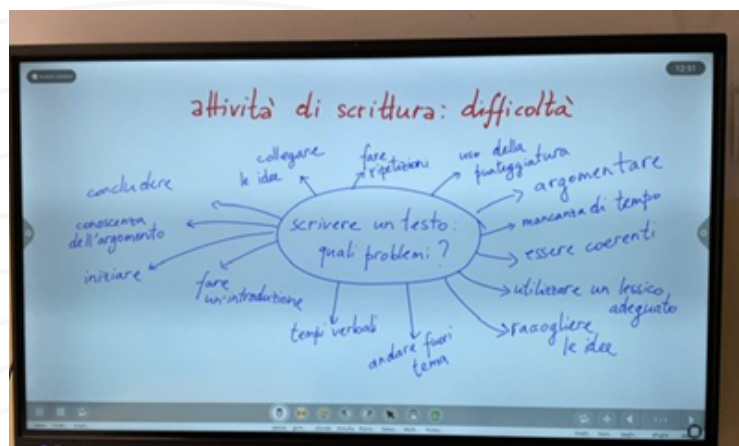 12:51
attività di scrittura: difficoltà
collegare
le idee
fare
ripetizioni
uso della
punteggiatura
concludere
argomentare
conoscenza
dell'argomento
scrivere un testo:
quali problemi?
mancanza di tempo
iniziare
essere coerenti
fare
un'introduzione
utilizzare un lessico
adeguato
tempi verbali
andare fuori
tema
raccogliere
le idee
1/1